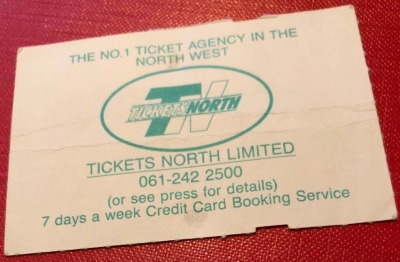 THE NO.1 TICKET AGENCY IN THE
NORTH WEST
TN
TICKETS NORTH
TICKETS NORTH LIMITED
061-242 2500
(or see press for details)
7 days a week Credit Card Booking Service